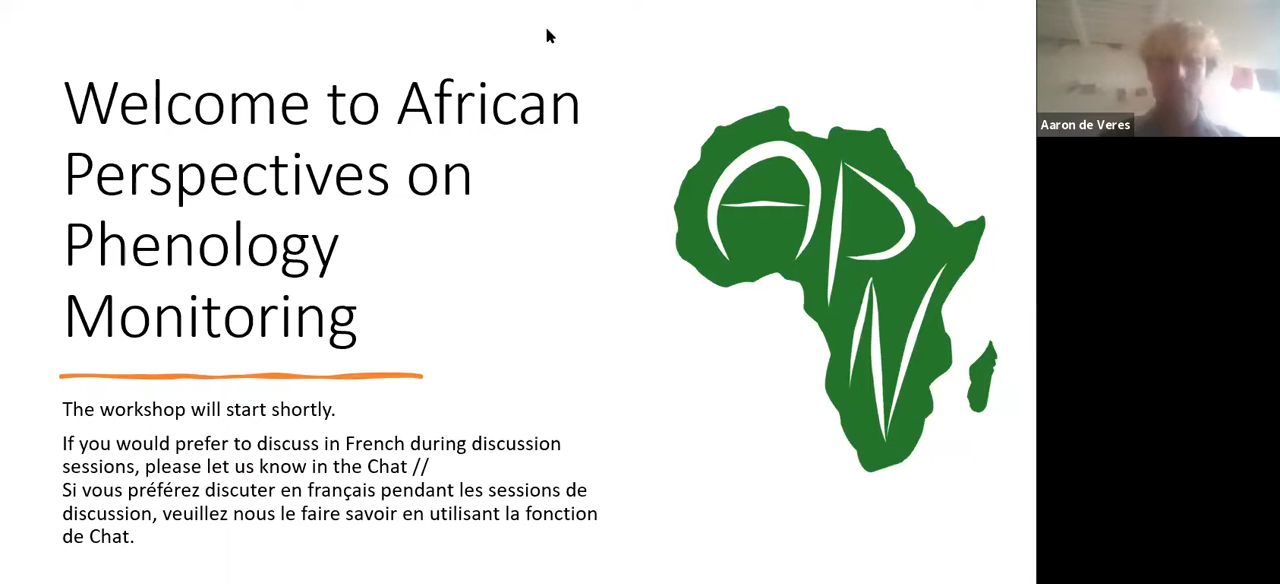 Welcome to African
Perspectives on
Phenology
Monitoring
The workshop will start shortly.
If you would prefer to discuss in French during discussion
sessions, please let us know in the Chat //
Si vous préférez discuter en français pendant les sessions de
discussion, veuillez nous le faire savoir en utilisant la fonction
de Chat.
APN
Aaron de Veres